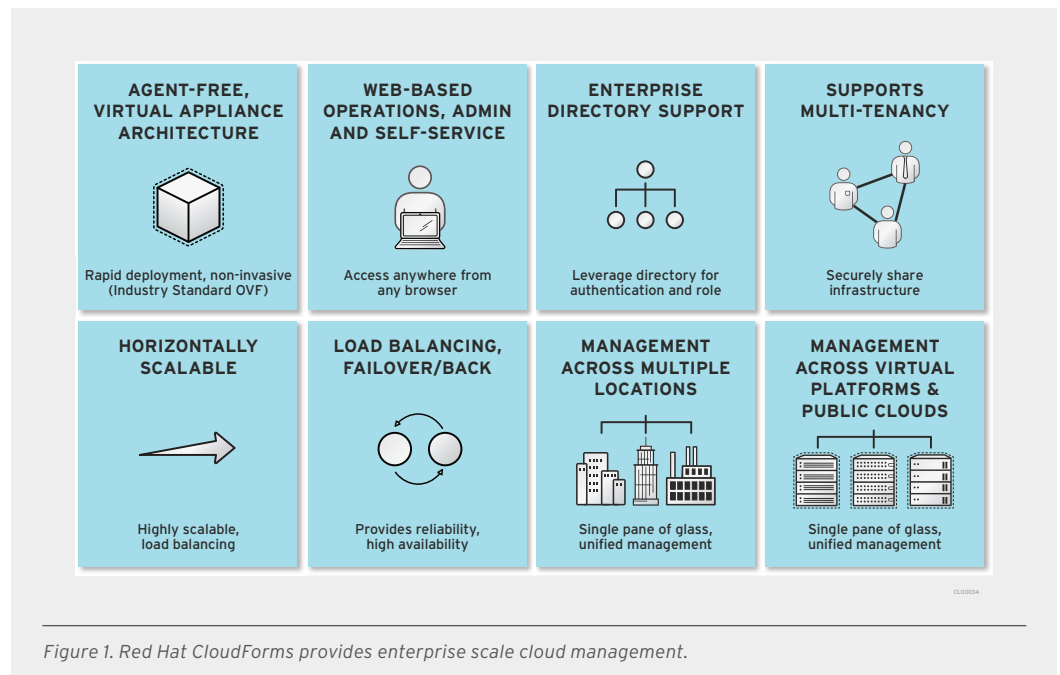 AGENT-FREE,
VIRTUAL APPLIANCE
ARCHITECTURE
Rapid deployment, non-invasive
(Industry Standard OVF)
WEB-BASED
OPERATIONS, ADMIN
AND SELF-SERVICE
Access anywhere from
any browser
ENTERPRISE
DIRECTORY SUPPORT
Leverage directory for
authentication and role
SUPPORTS
MULTI-TENANCY
Securely share
infrastructure
HORIZONTALLY
SCALABLE
Highly scalable,
load balancing
LOAD BALANCING,
FAILOVER/BACK
Provides reliability,
high availability
MANAGEMENT
ACROSS MULTIPLE
LOCATIONS
Single pane of glass,
unified management
MANAGEMENT
ACROSS VIRTUAL
PLATFORMS &
PUBLIC CLOUDS
Single pane of glass,
unified management
CLO0034
Figure 1. Red Hat CloudForms provides enterprise scale cloud management.